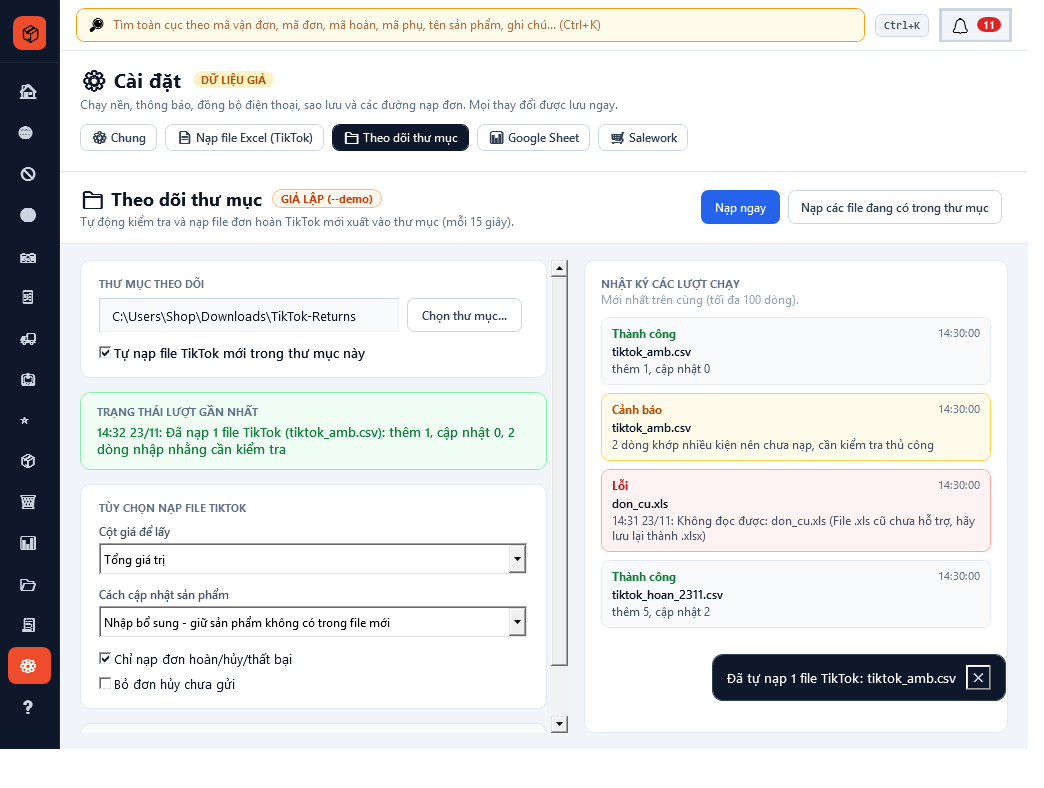 Tìm toàn cục theo mã vận đơn, mã đơn, mã hoàn, mã phụ, tên sản phẩm, ghi chú... (Ctrl+K)
Ctrl+K
11
Cài đặt
DỮ LIỆU GIẢ
Chạy nền, thông báo, đồng bộ điện thoại, sao lưu và các đường nạp đơn. Mọi thay đổi được lưu ngay.
Chung
Nạp file Excel (TikTok)
Theo dõi thư mục
Google Sheet
Salework
Theo dõi thư mục
GIẢ LẬP (--demo)
Tự động kiểm tra và nạp file đơn hoàn TikTok mới xuất vào thư mục (mỗi 15 giây).
Nạp ngay
Nạp các file đang có trong thư mục
THƯ MỤC THEO DÕI
C:\Users\Shop\Downloads\TikTok-Returns
Chọn thư mục...
Tự nạp file TikTok mới trong thư mục này
TRẠNG THÁI LƯỢT GẦN NHẤT
14:32 23/11: Đã nạp 1 file TikTok (tiktok_amb.csv): thêm 1, cập nhật 0, 2
dòng nhập nhằng cần kiểm tra
TÙY CHỌN NẠP FILE TIKTOK
Cột giá để lấy
Tổng giá trị
Cách cập nhật sản phẩm
Nhập bổ sung - giữ sản phẩm không có trong file mới
Chỉ nạp đơn hoàn/hủy/thất bại
Bỏ đơn hủy chưa gửi
NHẬT KÝ CÁC LƯỢT CHẠY
Mới nhất trên cùng (tối đa 100 dòng).
Thành công
14:30:00
tiktok_amb.csv
thêm 1, cập nhật 0
Cảnh báo
14:30:00
tiktok_amb.csv
2 dòng khớp nhiều kiện nên chưa nạp, cần kiểm tra thủ công
Lỗi
14:30:00
don_cu.xls
14:31 23/11: Không đọc được: don_cu.xls (File .xls cũ chưa hỗ trợ, hãy
lưu lại thành .xlsx)
Thành công
14:30:00
tiktok_hoan_2311.csv
thêm 5, cập nhật 2
Đã tự nạp 1 file TikTok: tiktok_amb.csv